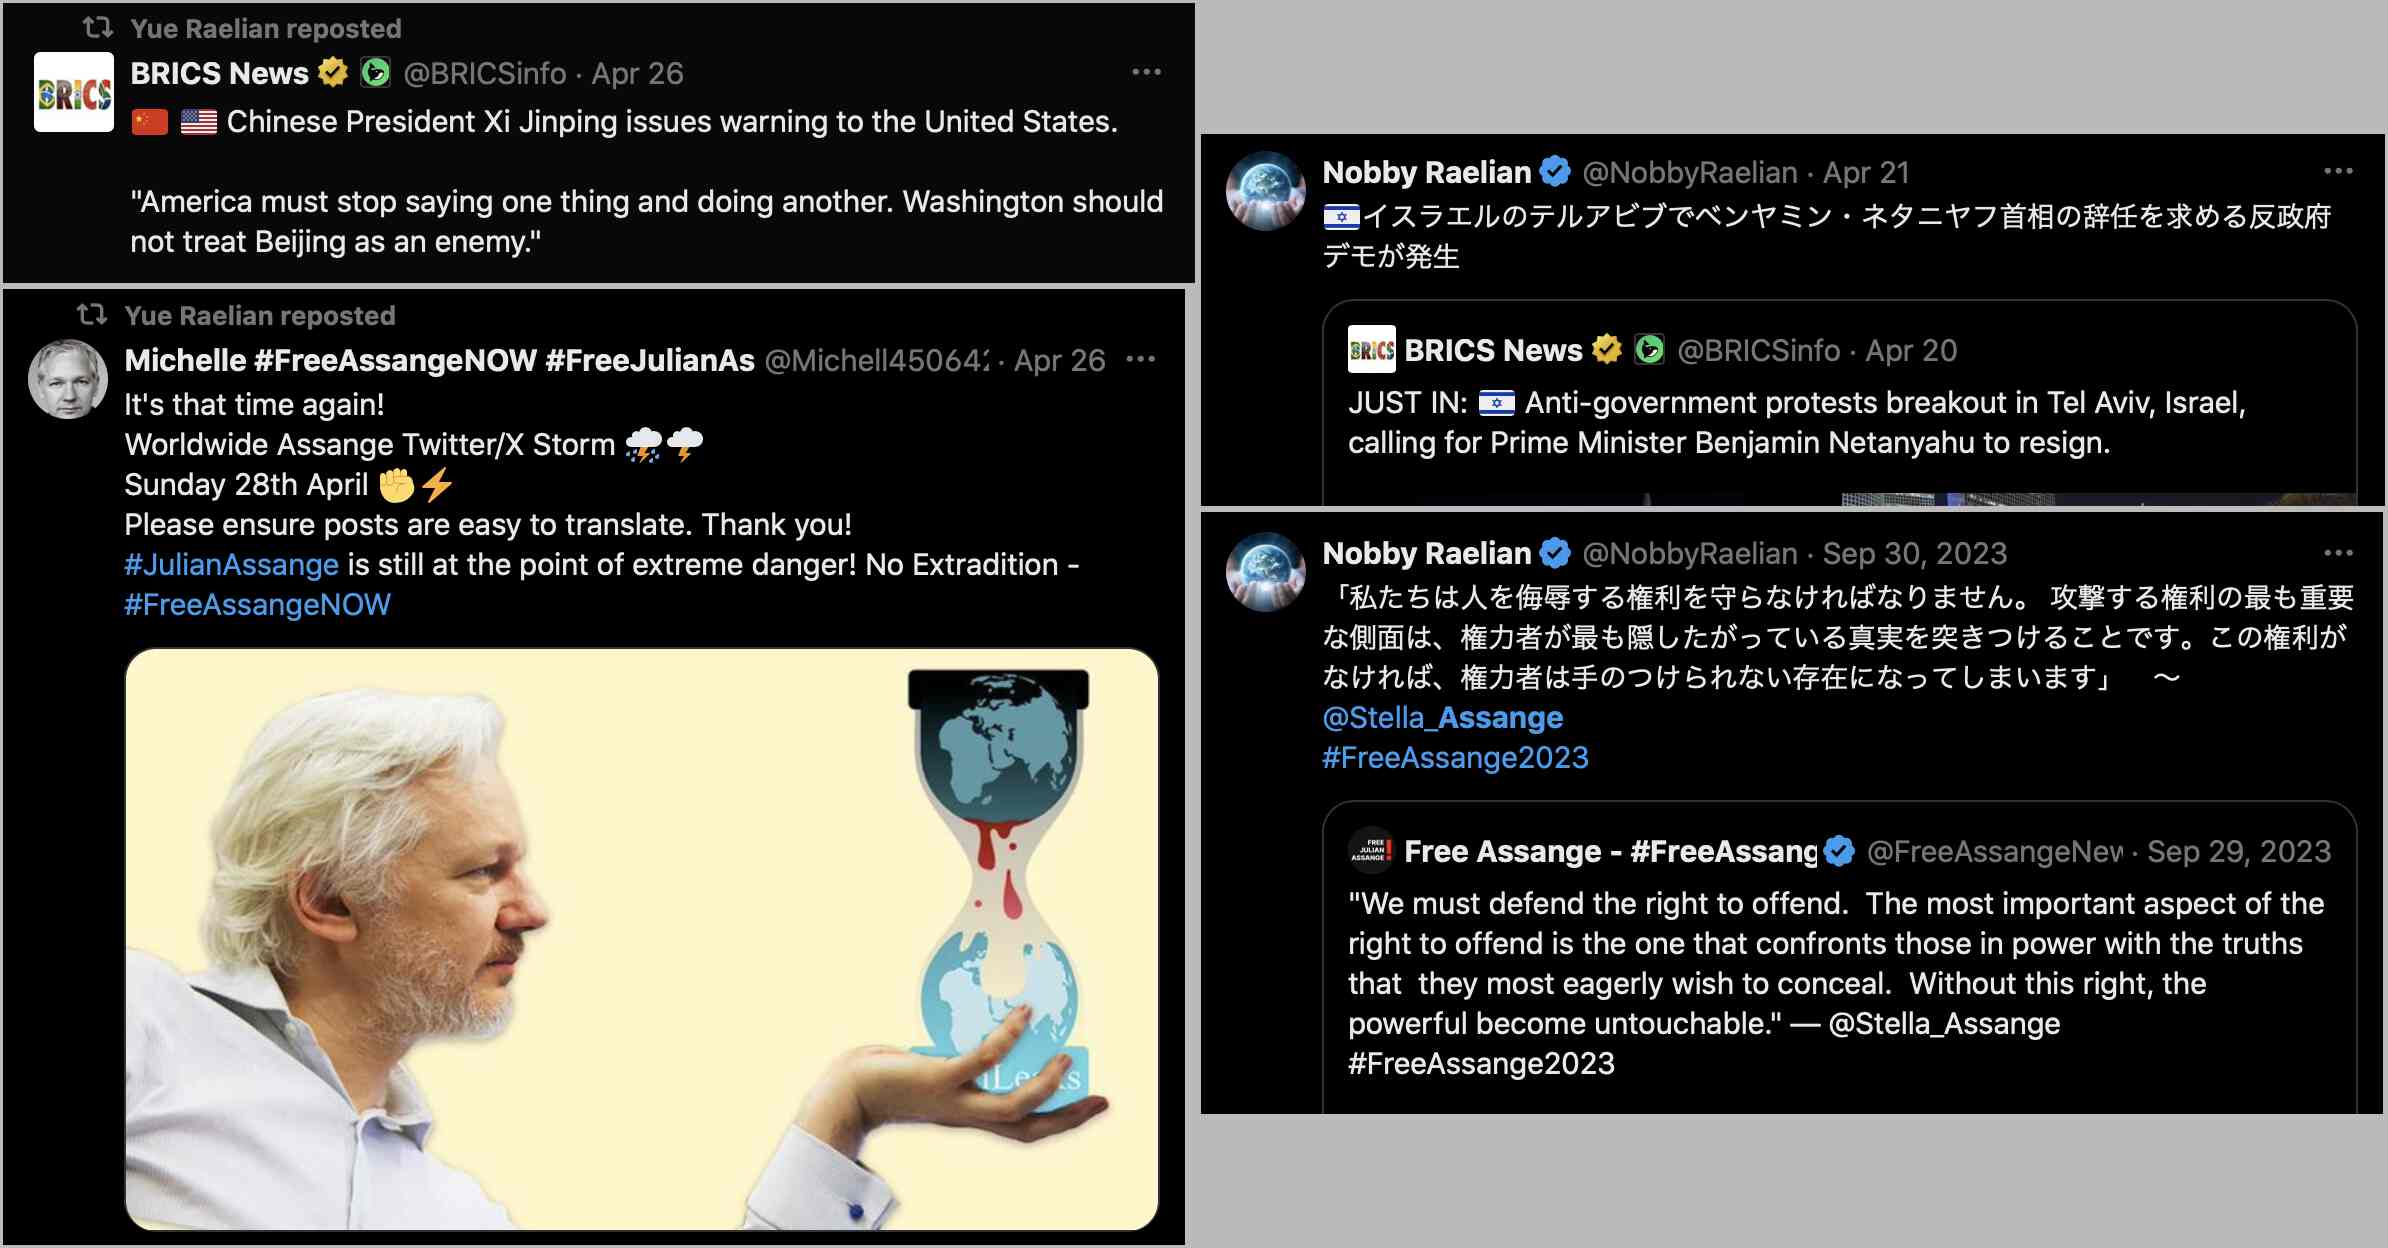 Yue Raelian reposted
BRICS
BRICS News @BRICSinfo · Apr 26
Chinese President Xi Jinping issues warning to the United States.
"America must stop saying one thing and doing another. Washington should
not treat Beijing as an enemy."
Yue Raelian reposted
Michelle #FreeAssangeNOW #FreeJulianAs @Michell45064 · Apr 26
It's that time again!
Worldwide Assange Twitter/X Storm
Sunday 28th April
Please ensure posts are easy to translate. Thank you!
#JulianAssange is still at the point of extreme danger! No Extradition -
#FreeAssangeNOW
Nobby Raelian @NobbyRaelian · Apr 21
イスラエルのテルアビブでベンヤミン・ネタニヤフ首相の辞任を求める反政府
デモが発生
BRICS
BRICS News @BRICSinfo · Apr 20
JUST IN: Anti-government protests breakout in Tel Aviv, Israel,
calling for Prime Minister Benjamin Netanyahu to resign.
Nobby Raelian @NobbyRaelian · Sep 30, 2023
「私たちは人を侮辱する権利を守らなければなりません。 攻撃する権利の最も重要
な側面は、権力者が最も隠したがっている真実を突きつけることです。この権利が
なければ、権力者は手のつけられない存在になってしまいます」 〜
@Stella_Assange
#FreeAssange2023
FREE
JULIAN
ASSANGE!
Free Assange - #FreeAssang @FreeAssangeNew · Sep 29, 2023
"We must defend the right to offend. The most important aspect of the
right to offend is the one that confronts those in power with the truths
that they most eagerly wish to conceal. Without this right, the
powerful become untouchable." — @Stella_Assange
#FreeAssange2023